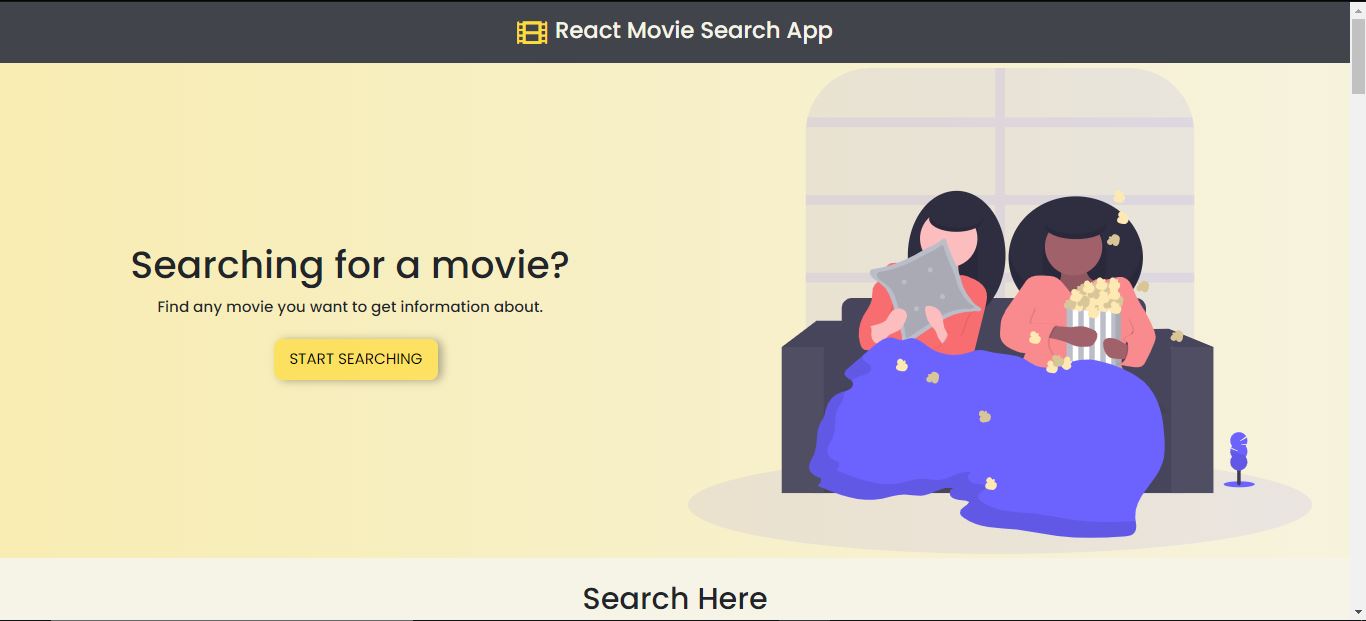 React Movie Search App
Searching for a movie?
Find any movie you want to get information about.
START SEARCHING
Search Here